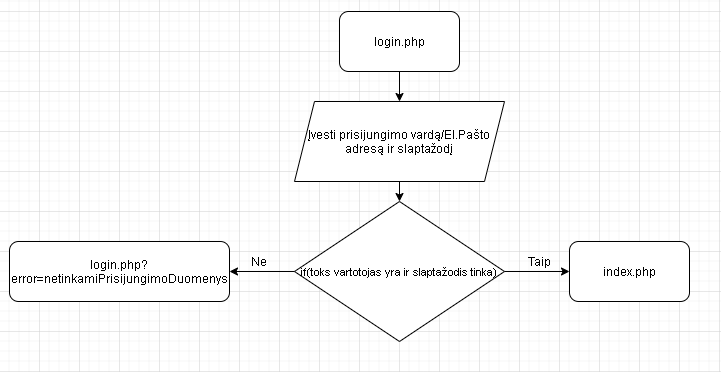 login.php
Įvesti prisijungimo vardą/El.Pašto
adresą ir slaptažodį
if(toks vartotojas yra ir slaptažodis tinka)
Ne
Taip
login.php?
error=netinkamiPrisijungimoDuomenys
index.php